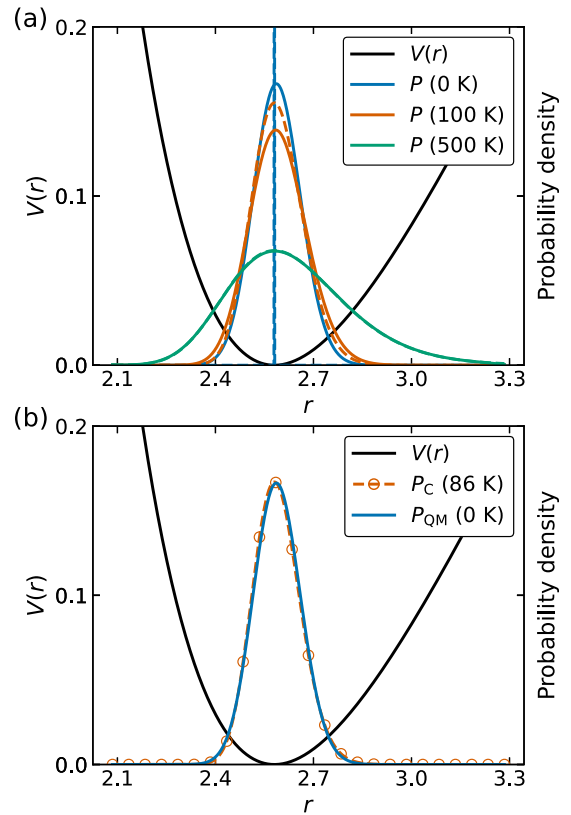 (a)
0.2
0.1
0.0
V(r)
V(r)
P (0 K)
P (100 K)
P (500 K)
Probability density
2.1 2.4 2.7 3.0 3.3
r
(b)
0.2
0.1
0.0
V(r)
V(r)
P_C (86 K)
P_QM (0 K)
Probability density
2.1 2.4 2.7 3.0 3.3
r